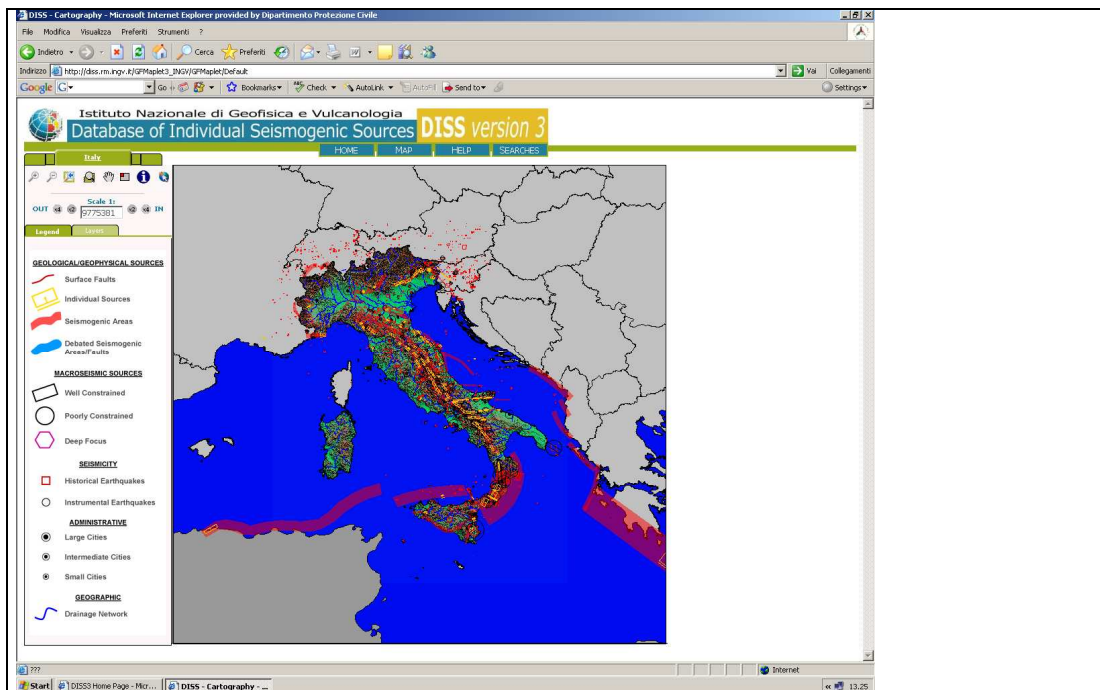 DISS - Cartography - Microsoft Internet Explorer provided by Dipartimento Protezione Civile
File Modifica Visualizza Preferiti Strumenti ?
Indietro Cerca Preferiti
Indirizzo http://diss.rm.ingv.it/GFMaplet3_INGV/GFMaplet/Default Vai Collegamenti
Google G Go Bookmarks Check AutoLink AutoFill Send to Settings
Istituto Nazionale di Geofisica e Vulcanologia
Database of Individual Seismogenic Sources DISS version 3
HOME MAP HELP SEARCHES
Italy
Scale 1:
OUT x4 x2 9775381 x2 x4 IN
Legend Layers
GEOLOGICAL/GEOPHYSICAL SOURCES
Surface Faults
Individual Sources
Seismogenic Areas
Debated Seismogenic
Areas/Faults
MACROSEISMIC SOURCES
Well Constrained
Poorly Constrained
Deep Focus
SEISMICITY
Historical Earthquakes
Instrumental Earthquakes
ADMINISTRATIVE
Large Cities
Intermediate Cities
Small Cities
GEOGRAPHIC
Drainage Network
??? Internet
Start DISS3 Home Page - Micr... DISS - Cartography - ... « 13.25